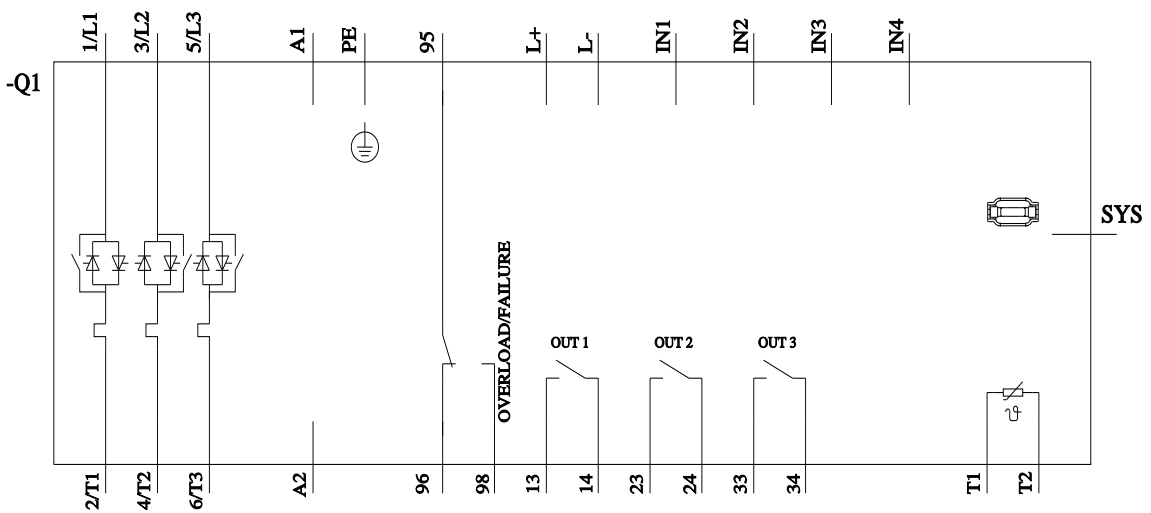 1/L1
3/L2
5/L3
A1
PE
95
L+
L-
IN1
IN2
IN3
IN4
-Q1
SYS
OVERLOAD/FAILURE
OUT 1
OUT 2
OUT 3
ϑ
2/T1
4/T2
6/T3
A2
96
98
13
14
23
24
33
34
T1
T2